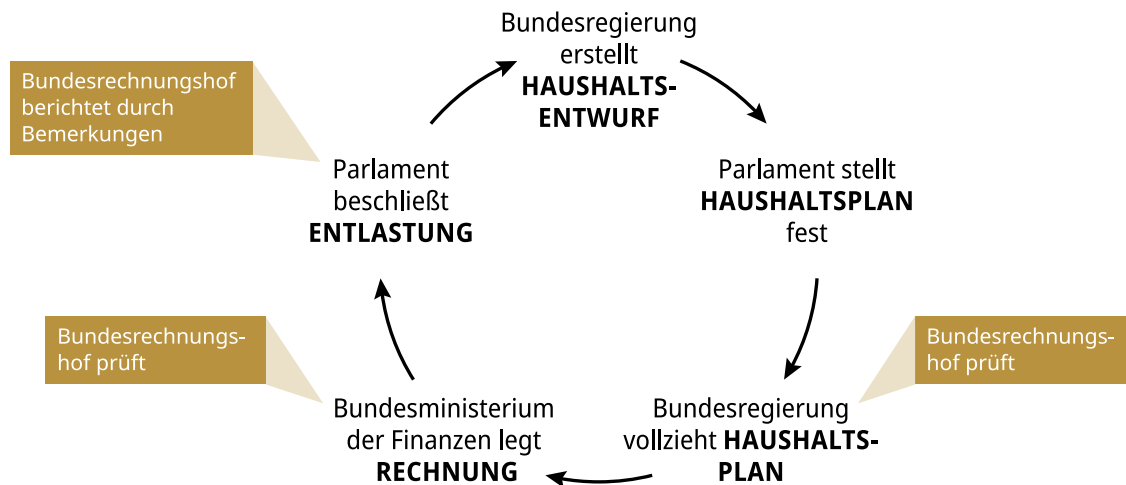 Bundesregierung
erstellt
HAUSHALTS-
ENTWURF
Parlament stellt
HAUSHALTSPLAN
fest
Bundesrechnungs-
hof prüft
Bundesregierung
vollzieht HAUSHALTS-
PLAN
Bundesministerium
der Finanzen legt
RECHNUNG
Bundesrechnungs-
hof prüft
Parlament
beschließt
ENTLASTUNG
Bundesrechnungshof
berichtet durch
Bemerkungen